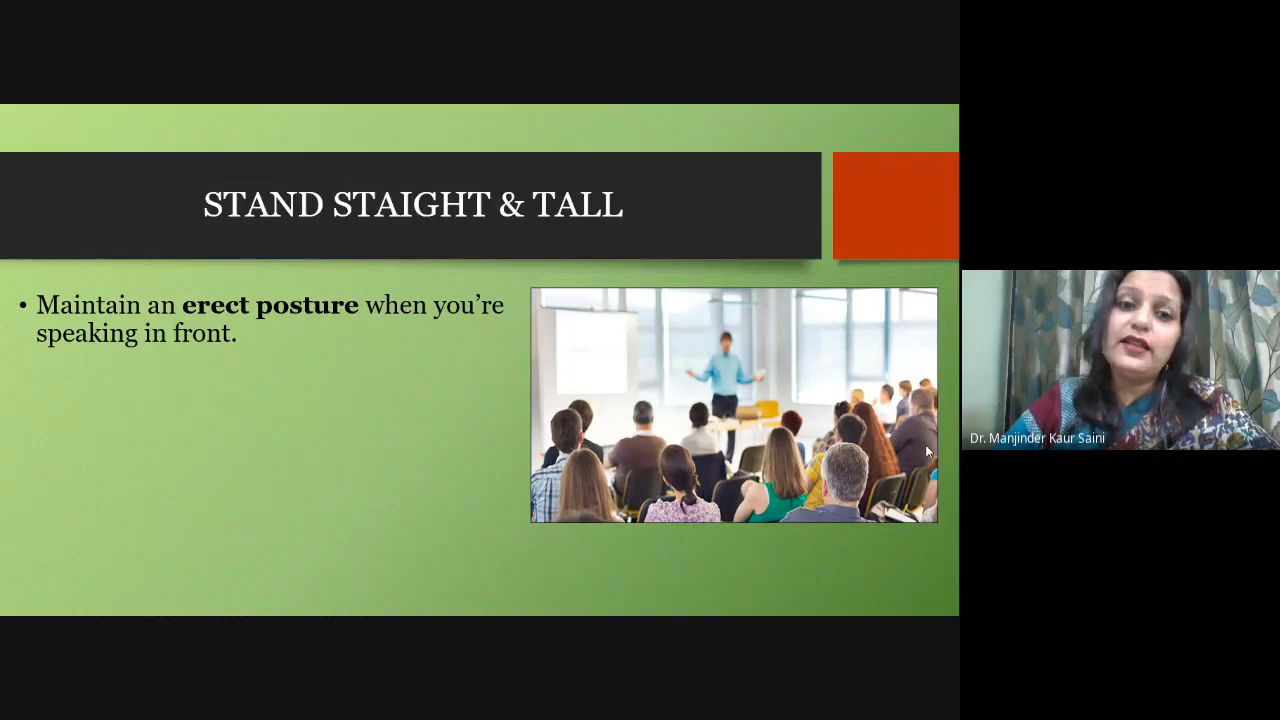 STAND STAIGHT & TALL
• Maintain an erect posture when you’re
speaking in front.
Dr. Manjinder Kaur Saini